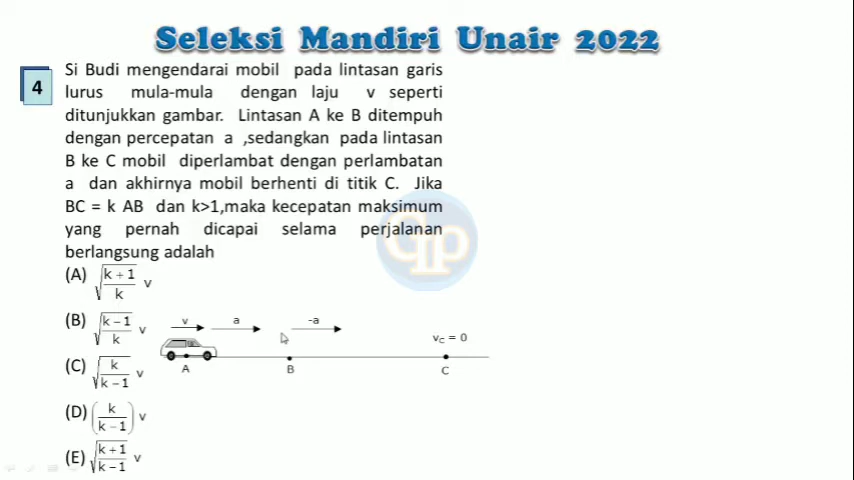 Seleksi Mandiri Unair 2022
4
Si Budi mengendarai mobil pada lintasan garis
lurus mula-mula dengan laju v seperti
ditunjukkan gambar. Lintasan A ke B ditempuh
dengan percepatan a ,sedangkan pada lintasan
B ke C mobil diperlambat dengan perlambatan
a dan akhirnya mobil berhenti di titik C. Jika
BC = k AB dan k>1,maka kecepatan maksimum
yang pernah dicapai selama perjalanan
berlangsung adalah
(A) √((k + 1)/k) v
(B) √((k − 1)/k) v
(C) √(k/(k − 1)) v
(D) (k/(k − 1)) v
(E) √((k + 1)/(k − 1)) v
v a -a
vC = 0
A B C